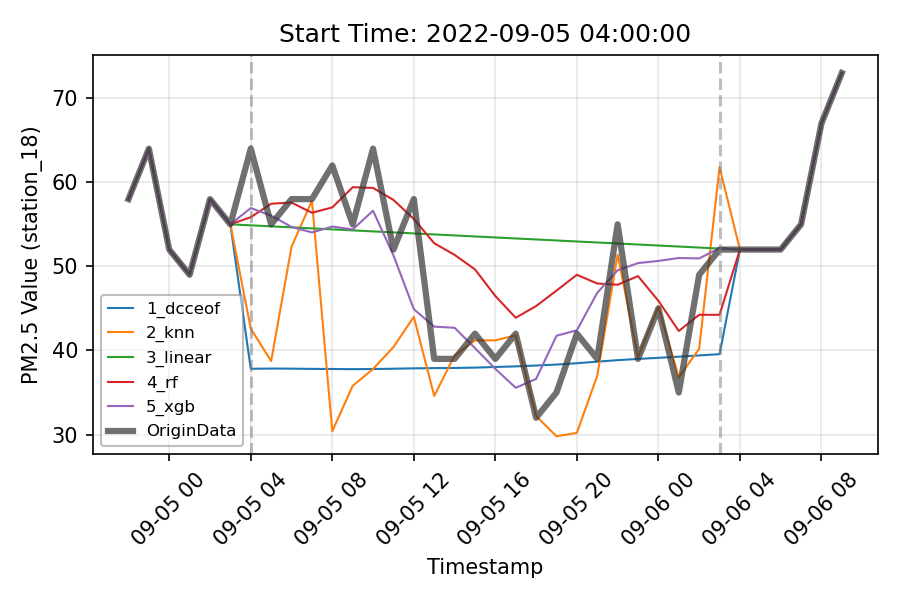 Start Time: 2022-09-05 04:00:00
PM2.5 Value (station_18)
70
60
50
40
30
1_dcceof
2_knn
3_linear
4_rf
5_xgb
OriginData
09-05 00
09-05 04
09-05 08
09-05 12
09-05 16
09-05 20
09-06 00
09-06 04
09-06 08
Timestamp